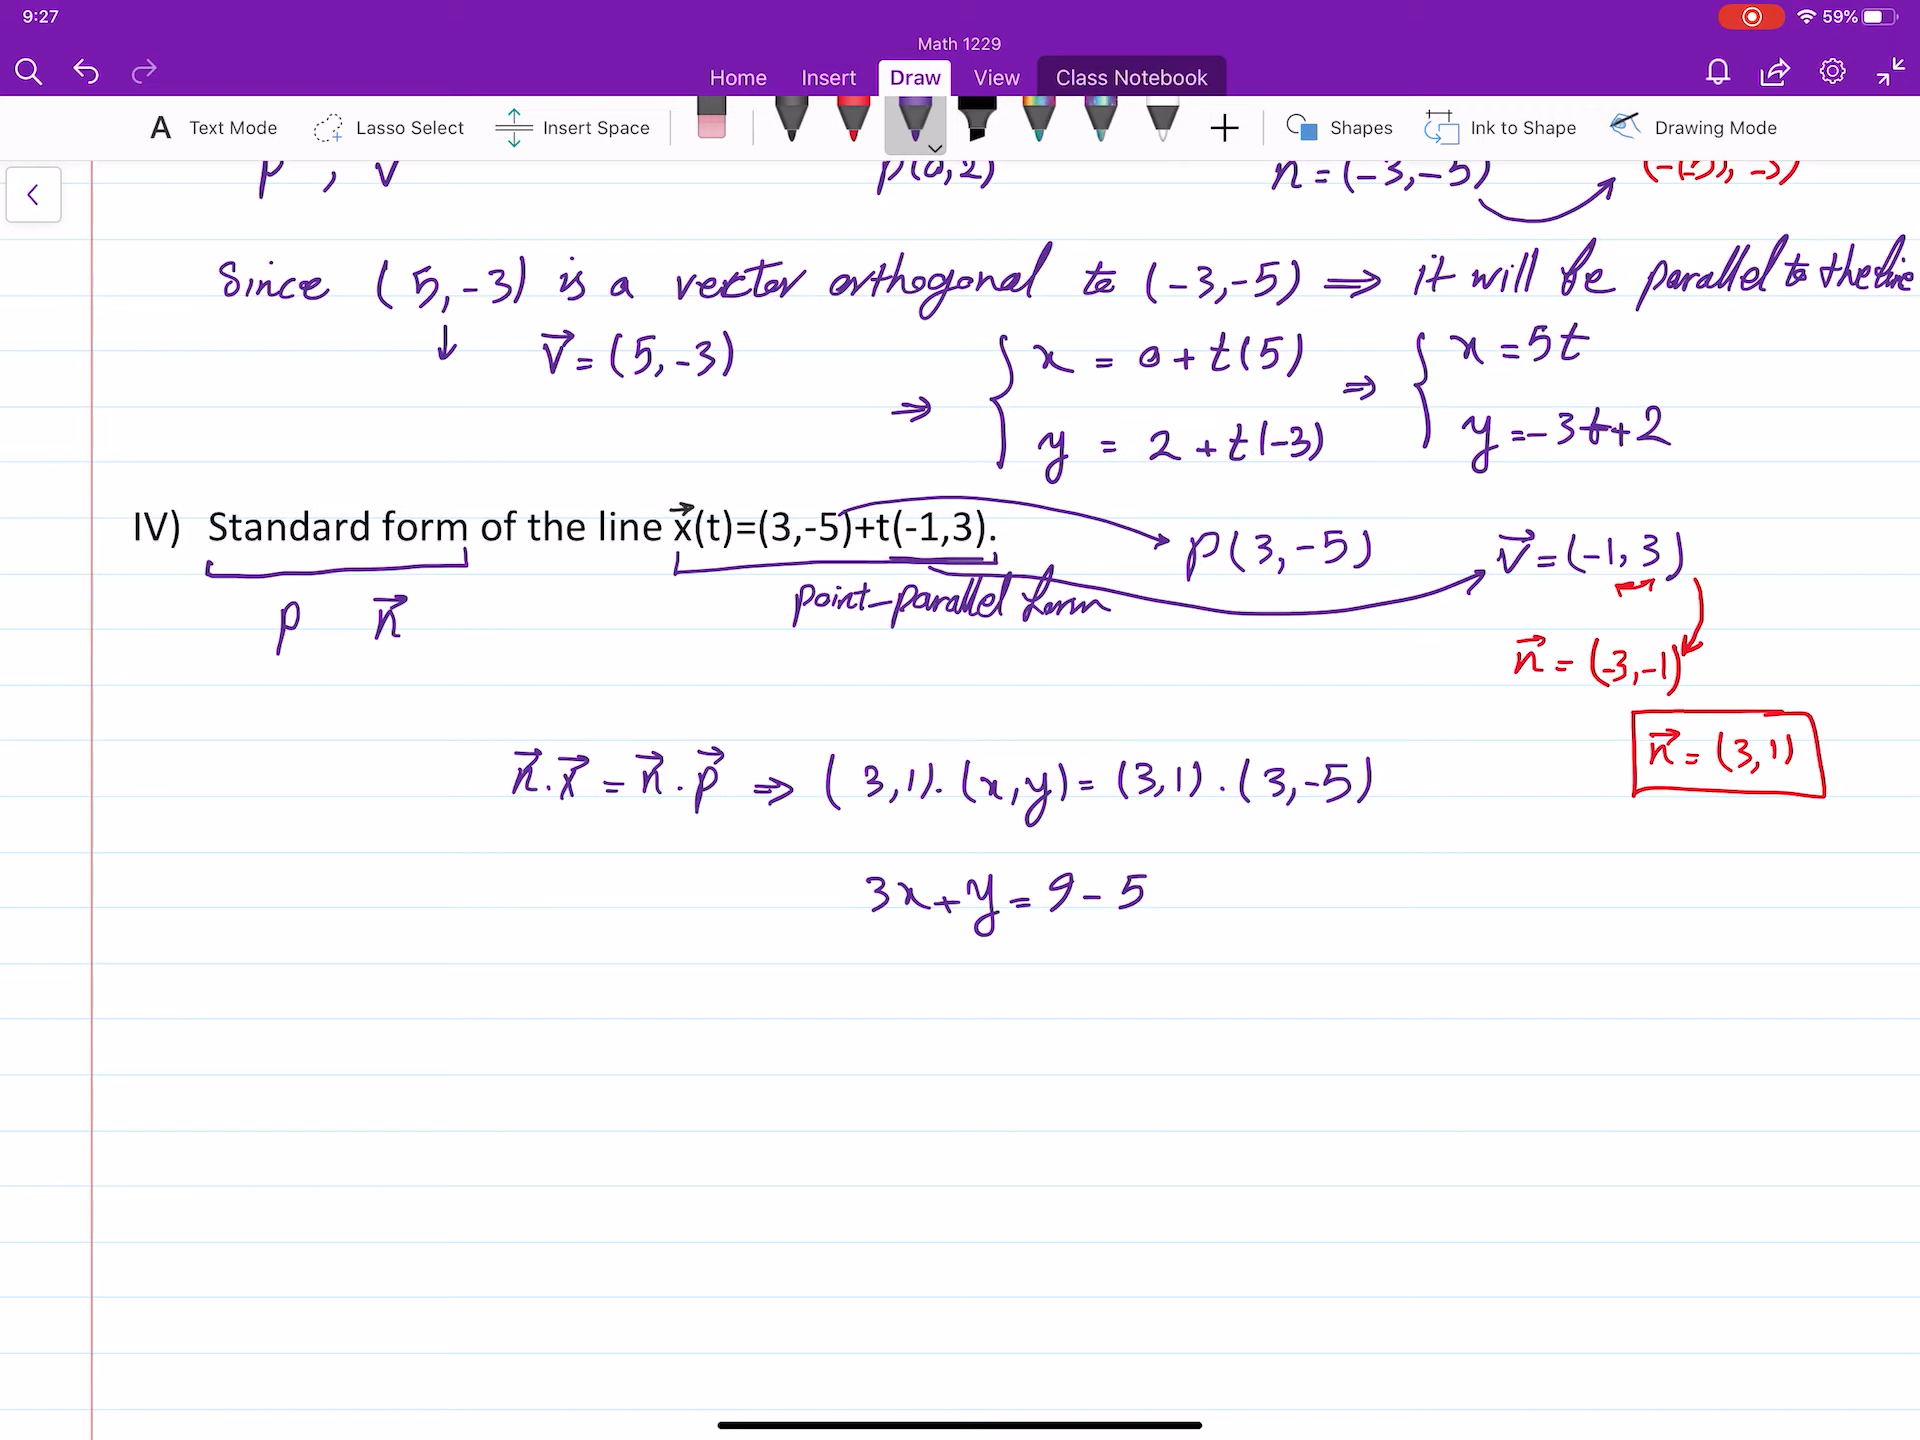 9:27
59%
Math 1229
Home Insert Draw View Class Notebook
A Text Mode Lasso Select Insert Space + Shapes Ink to Shape Drawing Mode
p , v p(0,2) n = (-3,-5)
Since (5,-3) is a vector orthogonal to (-3,-5) ⇒ it will be parallel to the line
↓ v⃗ = (5,-3)
⇒ { x = 0 + t(5) ⇒ { x = 5t
y = 2 + t(-3) y = -3t+2
IV) Standard form of the line x⃗(t)=(3,-5)+t(-1,3).
p(3,-5) v⃗ = (-1,3)
p n⃗ point-parallel form
n⃗ = (-3,-1)
n⃗ = (3,1)
n⃗.x⃗ = n⃗.p⃗ ⇒ (3,1).(x,y) = (3,1).(3,-5)
3x+y = 9-5